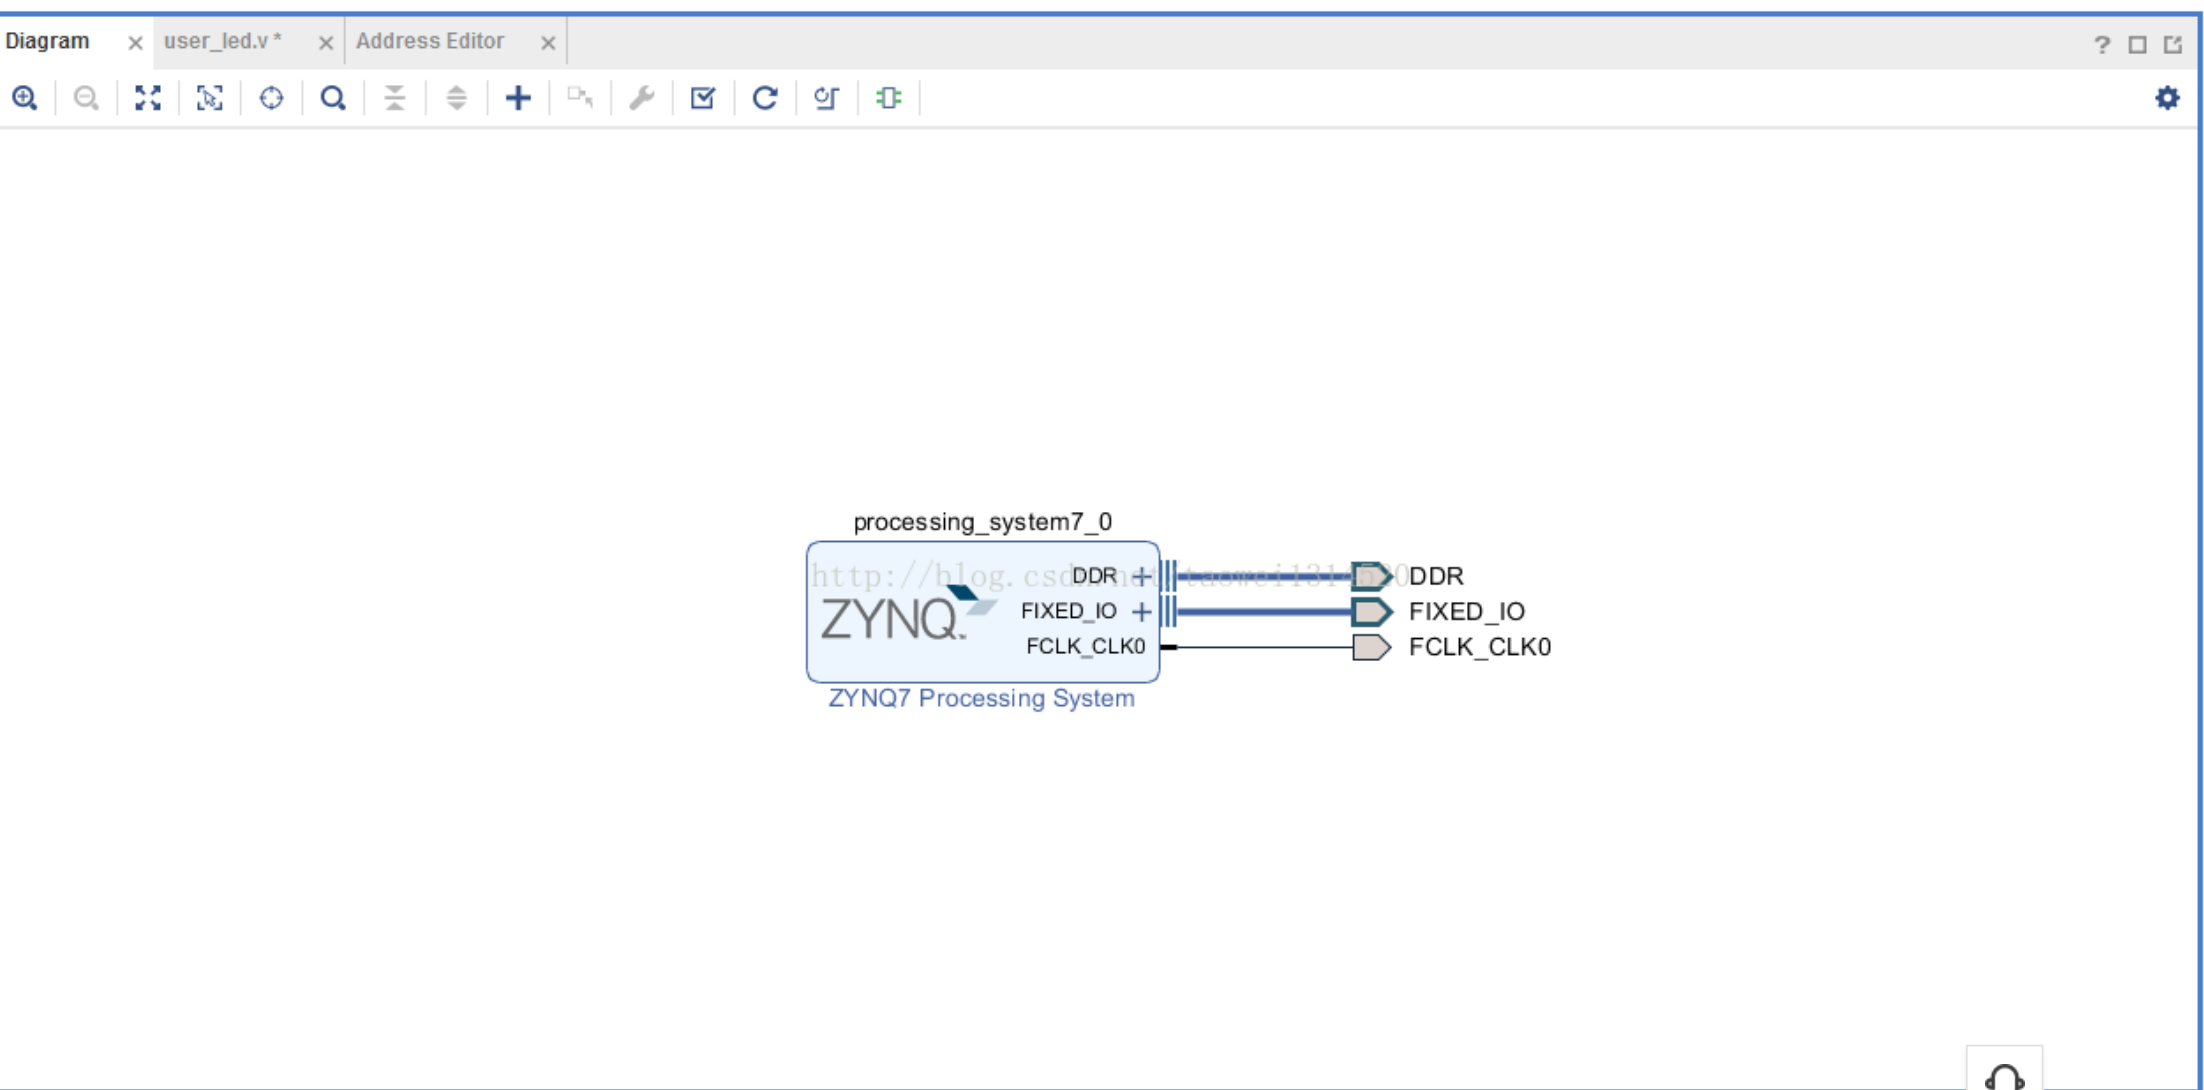 Diagram
user_led.v *
Address Editor
processing_system7_0
DDR
FIXED_IO
FCLK_CLK0
ZYNQ
ZYNQ7 Processing System
DDR
FIXED_IO
FCLK_CLK0